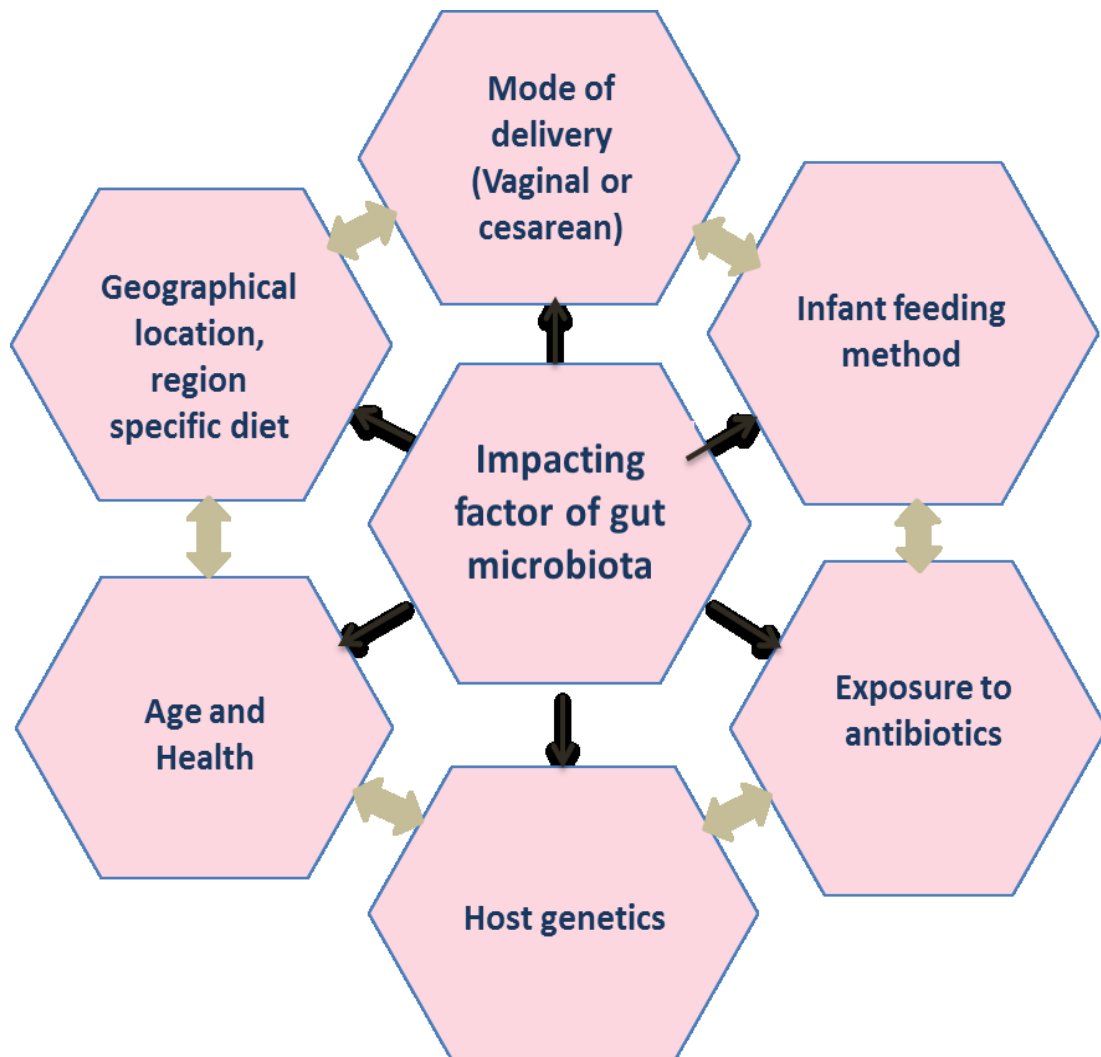 Mode of
delivery
(Vaginal or
cesarean)
Geographical
location,
region
specific diet
Infant feeding
method
Impacting
factor of gut
microbiota
Age and
Health
Exposure to
antibiotics
Host genetics